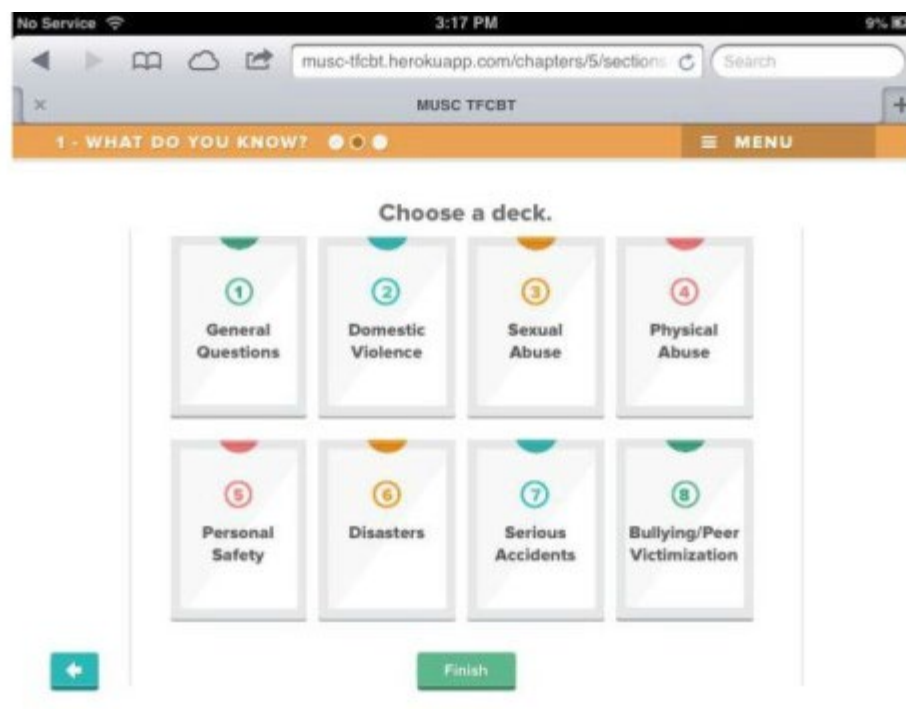 No Service 3:17 PM 9%
musc-tfcbt.herokuapp.com/chapters/5/sections Search
MUSC TFCBT
1 - WHAT DO YOU KNOW? MENU
Choose a deck.
1 2 3 4
General Domestic Sexual Physical
Questions Violence Abuse Abuse
5 6 7 8
Personal Disasters Serious Bullying/Peer
Safety Accidents Victimization
Finish